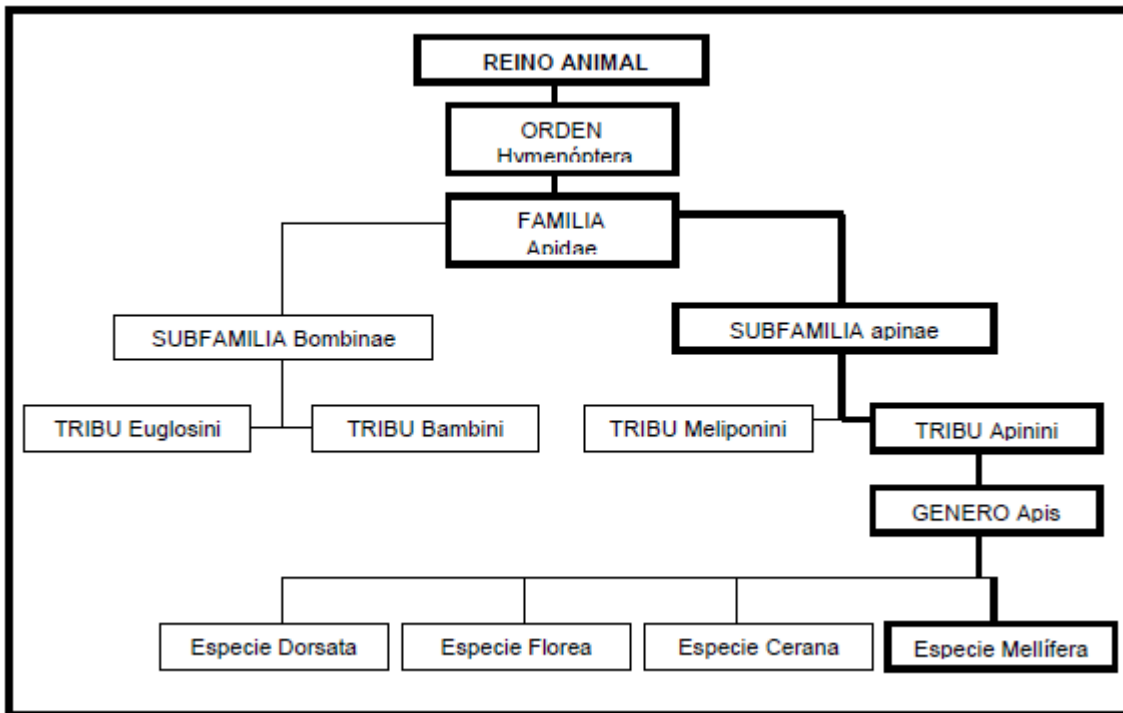 REINO ANIMAL
ORDEN
Hymenóptera
FAMILIA
Apidae
SUBFAMILIA Bombinae
SUBFAMILIA apinae
TRIBU Euglosini
TRIBU Bambini
TRIBU Meliponini
TRIBU Apinini
GENERO Apis
Especie Dorsata
Especie Florea
Especie Cerana
Especie Mellífera